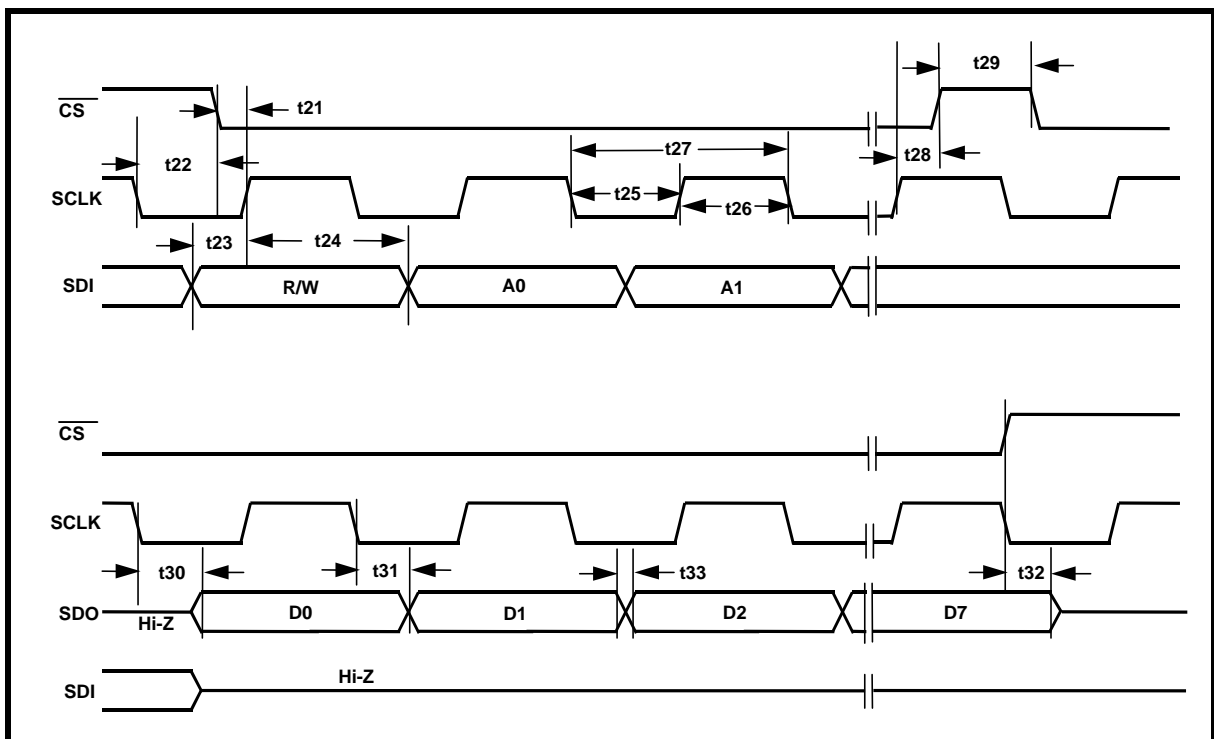 t29
CS
t21
t22
t27
t28
SCLK
t25
t26
t23
t24
SDI
R/W
A0
A1
CS
SCLK
t30
t31
t33
t32
SDO
Hi-Z
D0
D1
D2
D7
SDI
Hi-Z